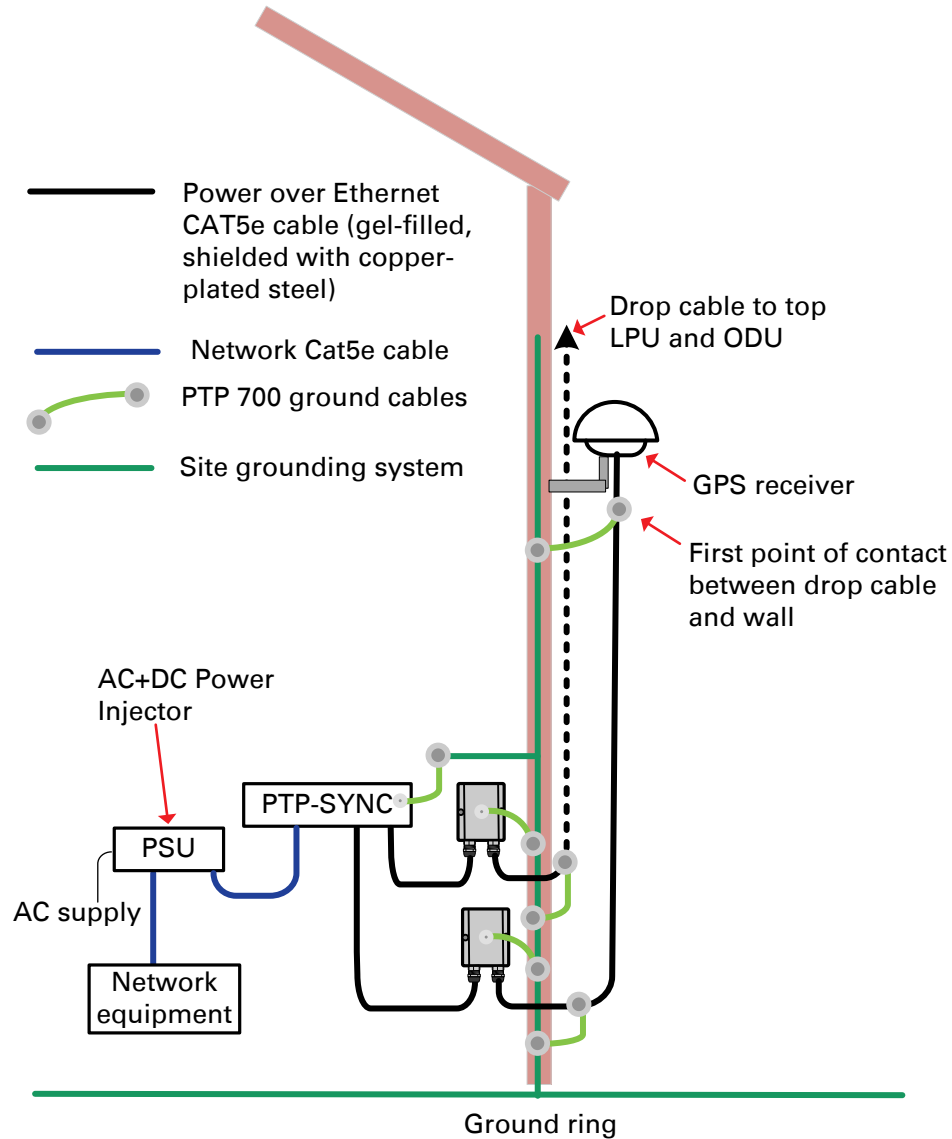 Power over Ethernet
CAT5e cable (gel-filled,
shielded with copper-
plated steel)
Network Cat5e cable
PTP 700 ground cables
Site grounding system
Drop cable to top
LPU and ODU
GPS receiver
First point of contact
between drop cable
and wall
AC+DC Power
Injector
PTP-SYNC
PSU
AC supply
Network
equipment
Ground ring